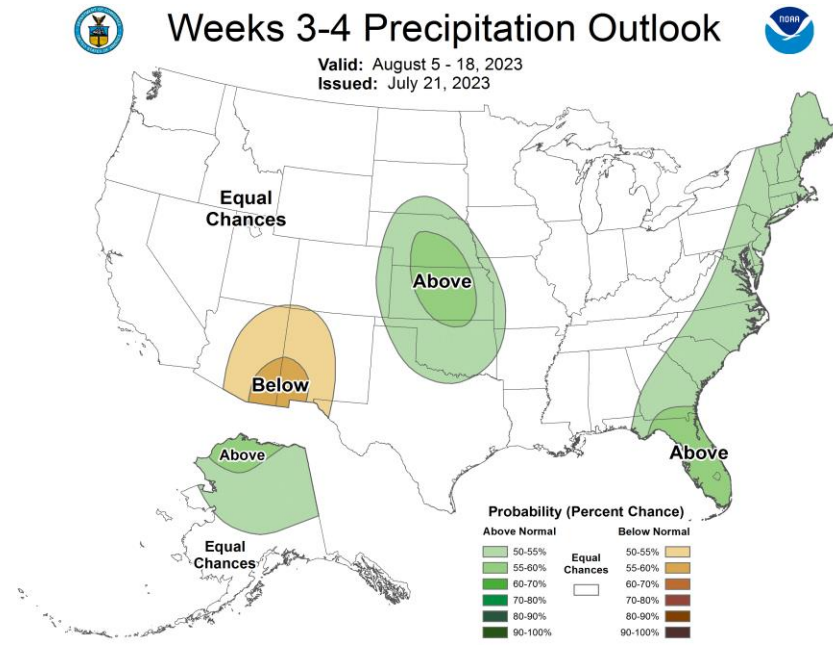 Weeks 3-4 Precipitation Outlook
NOAA
Valid: August 5 - 18, 2023
Issued: July 21, 2023
Equal
Chances
Above
Below
Above
Above
Equal
Chances
Probability (Percent Chance)
Above Normal
Below Normal
Equal
Chances
50-55%
55-60%
60-70%
70-80%
80-90%
90-100%
50-55%
55-60%
60-70%
70-80%
80-90%
90-100%